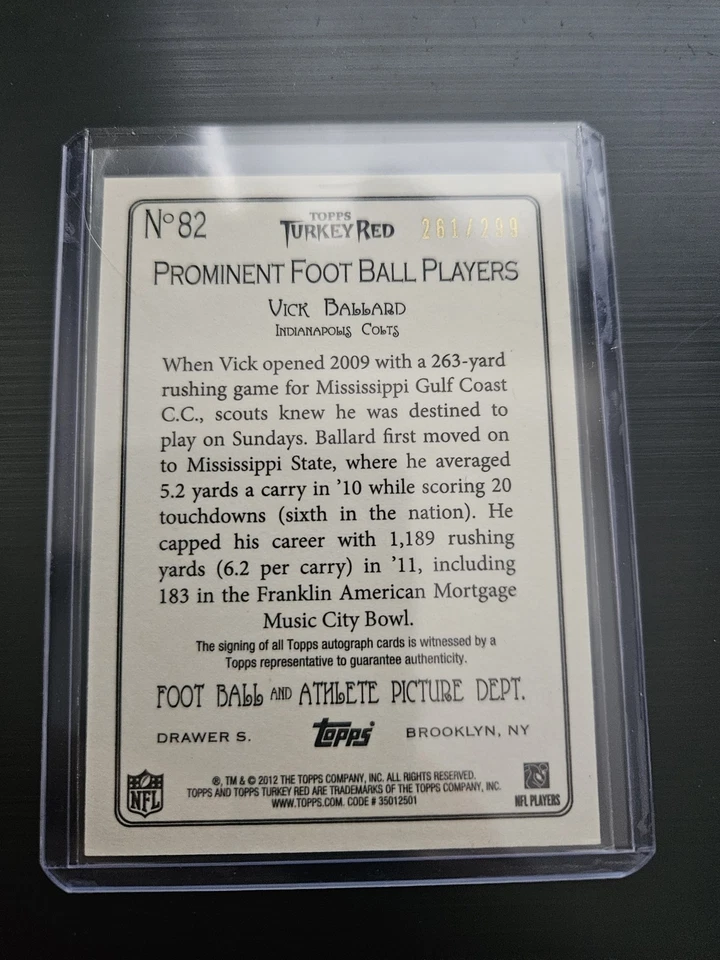 Nº 82
TOPPS
TURKEY RED
261/299
PROMINENT FOOT BALL PLAYERS
VICK BALLARD
INDIANAPOLIS COLTS
When Vick opened 2009 with a 263-yard
rushing game for Mississippi Gulf Coast
C.C., scouts knew he was destined to
play on Sundays. Ballard first moved on
to Mississippi State, where he averaged
5.2 yards a carry in '10 while scoring 20
touchdowns (sixth in the nation). He
capped his career with 1,189 rushing
yards (6.2 per carry) in '11, including
183 in the Franklin American Mortgage
Music City Bowl.
The signing of all Topps autograph cards is witnessed by a
Topps representative to guarantee authenticity.
FOOT BALL AND ATHLETE PICTURE DEPT.
DRAWER S.
topps
BROOKLYN, NY
NFL
®, TM & © 2012 THE TOPPS COMPANY, INC. ALL RIGHTS RESERVED.
TOPPS AND TOPPS TURKEY RED ARE TRADEMARKS OF THE TOPPS COMPANY, INC.
WWW.TOPPS.COM. CODE # 35012501
NFL PLAYERS